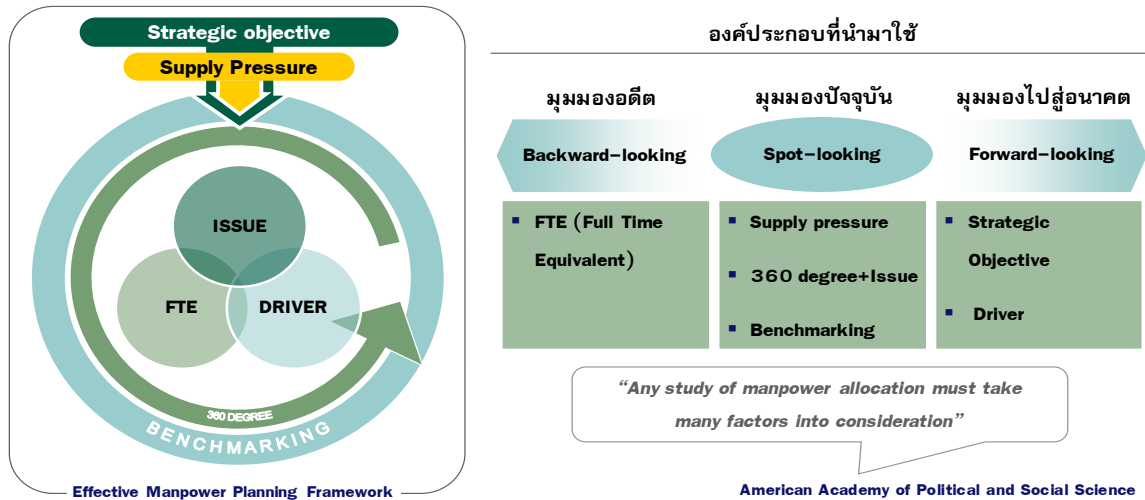 Strategic objective
Supply Pressure
ISSUE
FTE
DRIVER
360 DEGREE
BENCHMARKING
Effective Manpower Planning Framework
องค์ประกอบที่นำมาใช้
มุมมองอดีต
มุมมองปัจจุบัน
มุมมองไปสู่อนาคต
Backward-looking
Spot-looking
Forward-looking
▪ FTE (Full Time
Equivalent)
▪ Supply pressure
▪ 360 degree+Issue
▪ Benchmarking
▪ Strategic
Objective
▪ Driver
“Any study of manpower allocation must take
many factors into consideration”
American Academy of Political and Social Science